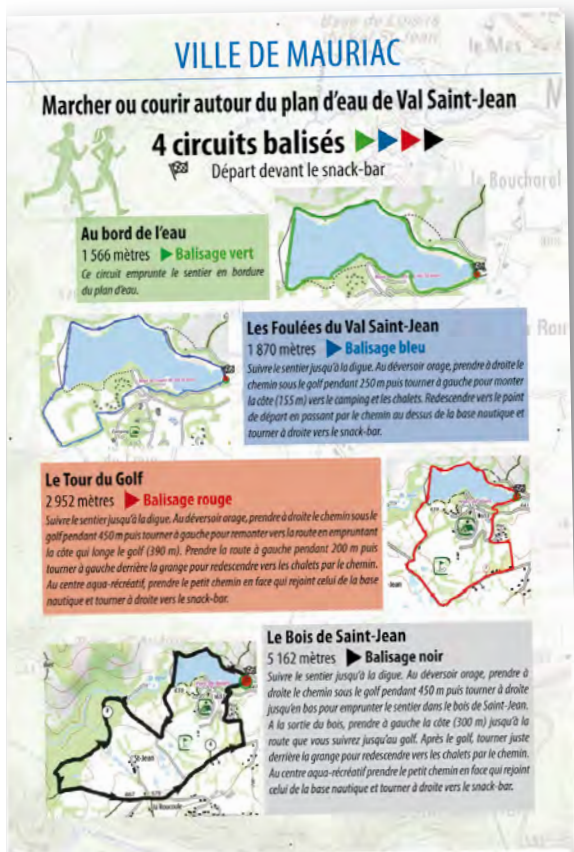 VILLE DE MAURIAC
Marcher ou courir autour du plan d'eau de Val Saint-Jean
4 circuits balisés
Départ devant le snack-bar
Au bord de l'eau
1 566 mètres Balisage vert
Ce circuit emprunte le sentier en bordure
du plan d'eau.
Les Foulées du Val Saint-Jean
1 870 mètres Balisage bleu
Suivre le sentier jusqu'à la digue. Au déversoir orage, prendre à droite le
chemin sous le golf pendant 250 m puis tourner à gauche pour monter
la côte (155 m) vers le camping et les chalets. Redescendre vers le point
de départ en passant par le chemin au dessus de la base nautique et
tourner à droite vers le snack-bar.
Le Tour du Golf
2 952 mètres Balisage rouge
Suivre le sentier jusqu'à la digue. Au déversoir orage, prendre à droite le chemin sous le
golf pendant 450 m puis tourner à gauche pour remonter vers la route en empruntant
la côte qui longe le golf (390 m). Prendre la route à gauche pendant 200 m puis
tourner à gauche derrière la grange pour redescendre vers les chalets par le chemin.
Au centre aqua-récréatif, prendre le petit chemin en face qui rejoint celui de la base
nautique et tourner à droite vers le snack-bar.
Le Bois de Saint-Jean
5 162 mètres Balisage noir
Suivre le sentier jusqu'à la digue. Au déversoir orage, prendre à
droite le chemin sous le golf pendant 450 m puis tourner à droite
jusqu'en bas pour emprunter le sentier dans le bois de Saint-Jean.
A la sortie du bois, prendre à gauche la côte (300 m) jusqu'à la
route que vous suivrez jusqu'au golf. Après le golf, tourner juste
derrière la grange pour redescendre vers les chalets par le chemin.
Au centre aqua-récréatif prendre le petit chemin en face qui rejoint
celui de la base nautique et tourner à droite vers le snack-bar.
le Mes
le Bouchare
St-Jean